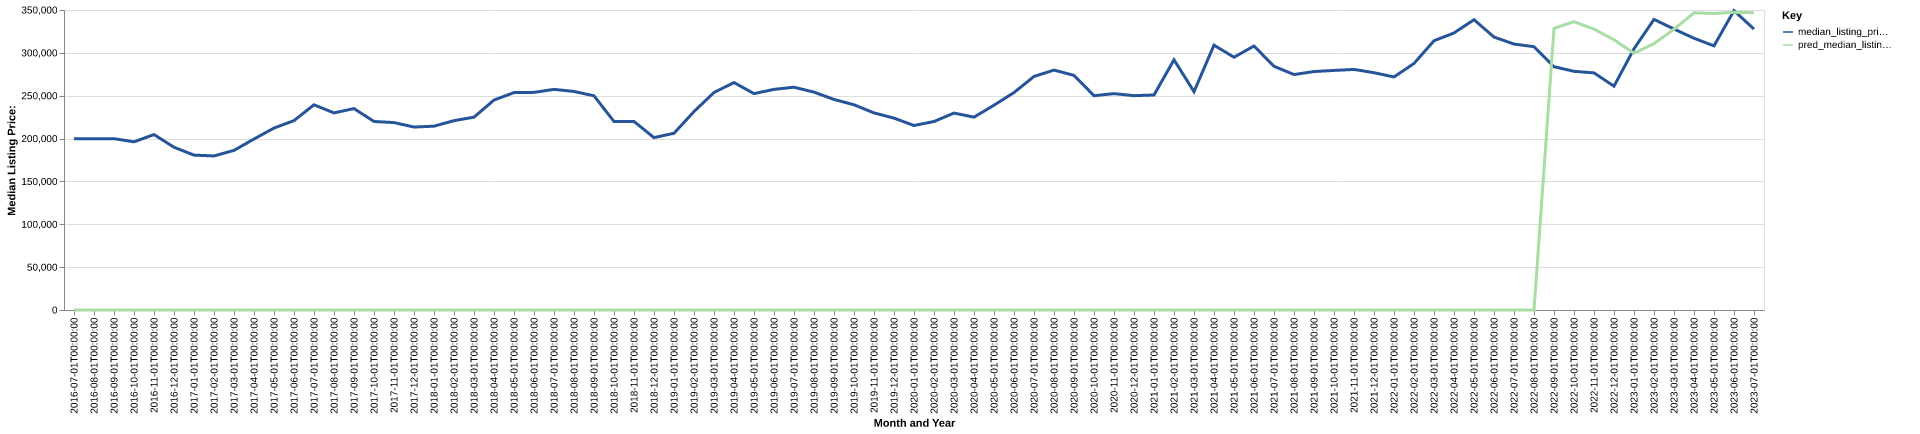 350,000
300,000
250,000
200,000
150,000
100,000
50,000
0
Median Listing Price:
2016-07-01T00:00:00
2016-08-01T00:00:00
2016-09-01T00:00:00
2016-10-01T00:00:00
2016-11-01T00:00:00
2016-12-01T00:00:00
2017-01-01T00:00:00
2017-02-01T00:00:00
2017-03-01T00:00:00
2017-04-01T00:00:00
2017-05-01T00:00:00
2017-06-01T00:00:00
2017-07-01T00:00:00
2017-08-01T00:00:00
2017-09-01T00:00:00
2017-10-01T00:00:00
2017-11-01T00:00:00
2017-12-01T00:00:00
2018-01-01T00:00:00
2018-02-01T00:00:00
2018-03-01T00:00:00
2018-04-01T00:00:00
2018-05-01T00:00:00
2018-06-01T00:00:00
2018-07-01T00:00:00
2018-08-01T00:00:00
2018-09-01T00:00:00
2018-10-01T00:00:00
2018-11-01T00:00:00
2018-12-01T00:00:00
2019-01-01T00:00:00
2019-02-01T00:00:00
2019-03-01T00:00:00
2019-04-01T00:00:00
2019-05-01T00:00:00
2019-06-01T00:00:00
2019-07-01T00:00:00
2019-08-01T00:00:00
2019-09-01T00:00:00
2019-10-01T00:00:00
2019-11-01T00:00:00
2019-12-01T00:00:00
2020-01-01T00:00:00
2020-02-01T00:00:00
2020-03-01T00:00:00
2020-04-01T00:00:00
2020-05-01T00:00:00
2020-06-01T00:00:00
2020-07-01T00:00:00
2020-08-01T00:00:00
2020-09-01T00:00:00
2020-10-01T00:00:00
2020-11-01T00:00:00
2020-12-01T00:00:00
2021-01-01T00:00:00
2021-02-01T00:00:00
2021-03-01T00:00:00
2021-04-01T00:00:00
2021-05-01T00:00:00
2021-06-01T00:00:00
2021-07-01T00:00:00
2021-08-01T00:00:00
2021-09-01T00:00:00
2021-10-01T00:00:00
2021-11-01T00:00:00
2021-12-01T00:00:00
2022-01-01T00:00:00
2022-02-01T00:00:00
2022-03-01T00:00:00
2022-04-01T00:00:00
2022-05-01T00:00:00
2022-06-01T00:00:00
2022-07-01T00:00:00
2022-08-01T00:00:00
2022-09-01T00:00:00
2022-10-01T00:00:00
2022-11-01T00:00:00
2022-12-01T00:00:00
2023-01-01T00:00:00
2023-02-01T00:00:00
2023-03-01T00:00:00
2023-04-01T00:00:00
2023-05-01T00:00:00
2023-06-01T00:00:00
2023-07-01T00:00:00
Month and Year
Key
median_listing_pri…
pred_median_listin…